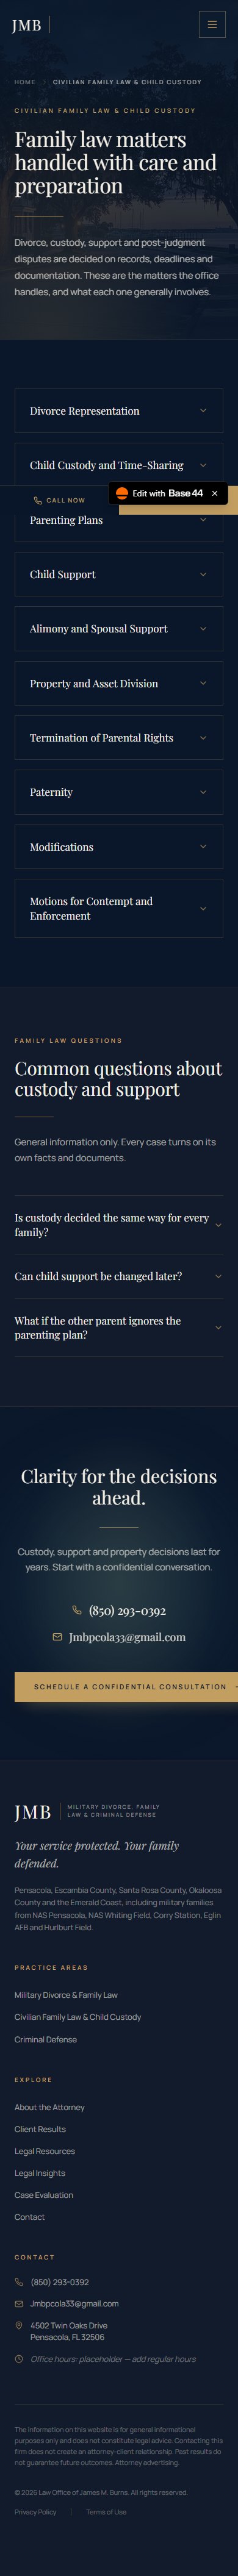 JMB
HOME > CIVILIAN FAMILY LAW & CHILD CUSTODY
CIVILIAN FAMILY LAW & CHILD CUSTODY
Family law matters
handled with care and
preparation
Divorce, custody, support and post-judgment
disputes are decided on records, deadlines and
documentation. These are the matters the office
handles, and what each one generally involves.
Divorce Representation
Child Custody and Time-Sharing
CALL NOW
Edit with Base44 ×
Parenting Plans
Child Support
Alimony and Spousal Support
Property and Asset Division
Termination of Parental Rights
Paternity
Modifications
Motions for Contempt and
Enforcement
FAMILY LAW QUESTIONS
Common questions about
custody and support
General information only. Every case turns on its
own facts and documents.
Is custody decided the same way for every
family?
Can child support be changed later?
What if the other parent ignores the
parenting plan?
Clarity for the decisions
ahead.
Custody, support and property decisions last for
years. Start with a confidential conversation.
(850) 293-0392
Jmbpcola33@gmail.com
SCHEDULE A CONFIDENTIAL CONSULTATION
JMB
MILITARY DIVORCE, FAMILY
LAW & CRIMINAL DEFENSE
Your service protected. Your family
defended.
Pensacola, Escambia County, Santa Rosa County, Okaloosa
County and the Emerald Coast, including military families
from NAS Pensacola, NAS Whiting Field, Corry Station, Eglin
AFB and Hurlburt Field.
PRACTICE AREAS
Military Divorce & Family Law
Civilian Family Law & Child Custody
Criminal Defense
EXPLORE
About the Attorney
Client Results
Legal Resources
Legal Insights
Case Evaluation
Contact
CONTACT
(850) 293-0392
Jmbpcola33@gmail.com
4502 Twin Oaks Drive
Pensacola, FL 32506
Office hours: placeholder — add regular hours
The information on this website is for general informational
purposes only and does not constitute legal advice. Contacting this
firm does not create an attorney-client relationship. Past results do
not guarantee future outcomes. Attorney advertising.
© 2026 Law Office of James M. Burns. All rights reserved.
Privacy Policy | Terms of Use